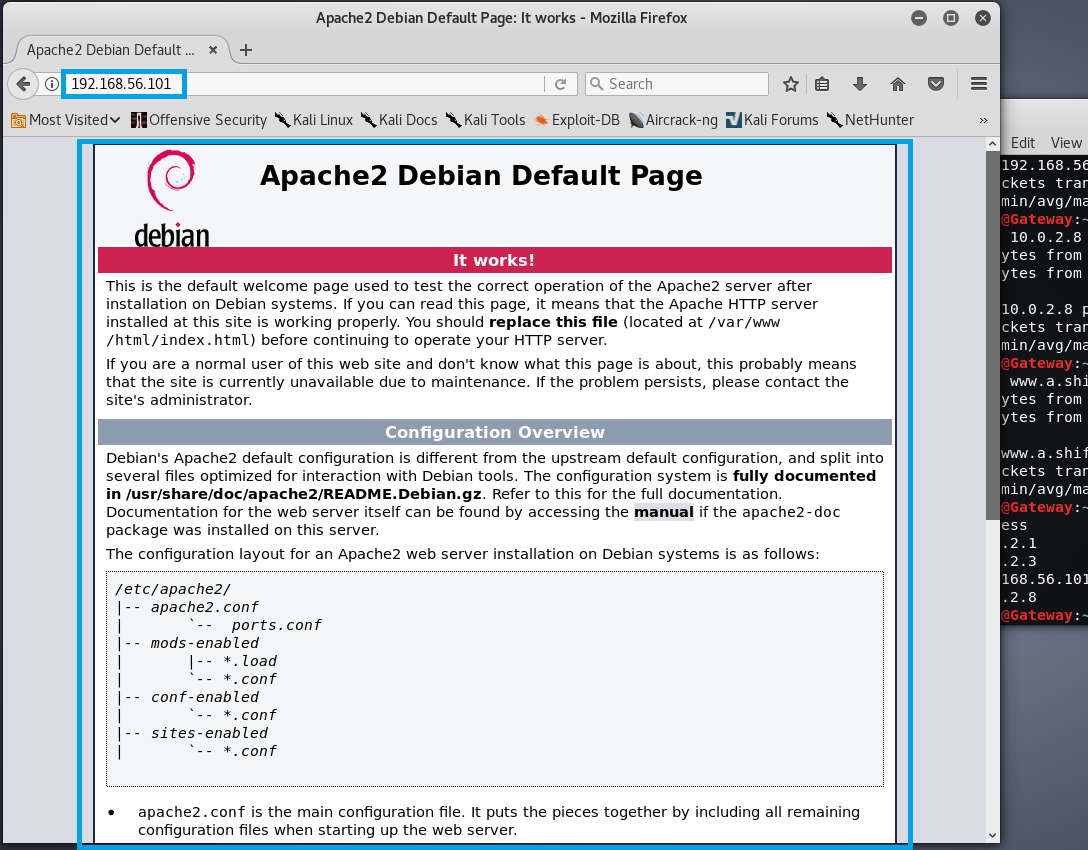 Apache2 Debian Default Page: It works - Mozilla Firefox
Apache2 Debian Default ...
192.168.56.101
Search
Most Visited
Offensive Security
Kali Linux
Kali Docs
Kali Tools
Exploit-DB
Aircrack-ng
Kali Forums
NetHunter
»
debian
Apache2 Debian Default Page
It works!
This is the default welcome page used to test the correct operation of the Apache2 server after
installation on Debian systems. If you can read this page, it means that the Apache HTTP server
installed at this site is working properly. You should replace this file (located at /var/www
/html/index.html) before continuing to operate your HTTP server.
If you are a normal user of this web site and don't know what this page is about, this probably means
that the site is currently unavailable due to maintenance. If the problem persists, please contact the
site's administrator.
Configuration Overview
Debian's Apache2 default configuration is different from the upstream default configuration, and split into
several files optimized for interaction with Debian tools. The configuration system is fully documented
in /usr/share/doc/apache2/README.Debian.gz. Refer to this for the full documentation.
Documentation for the web server itself can be found by accessing the manual if the apache2-doc
package was installed on this server.
The configuration layout for an Apache2 web server installation on Debian systems is as follows:
/etc/apache2/
|-- apache2.conf
|       `--  ports.conf
|-- mods-enabled
|       |-- *.load
|       `-- *.conf
|-- conf-enabled
|       `-- *.conf
|-- sites-enabled
|       `-- *.conf
• apache2.conf is the main configuration file. It puts the pieces together by including all remaining
configuration files when starting up the web server.
Edit View
192.168.56
ckets tran
min/avg/ma
@Gateway:~
10.0.2.8
ytes from
ytes from
10.0.2.8 p
ckets tran
min/avg/ma
@Gateway:~
www.a.shi
ytes from
ytes from
www.a.shif
ckets tran
min/avg/ma
@Gateway:~
ess
.2.1
.2.3
168.56.101
.2.8
@Gateway:~